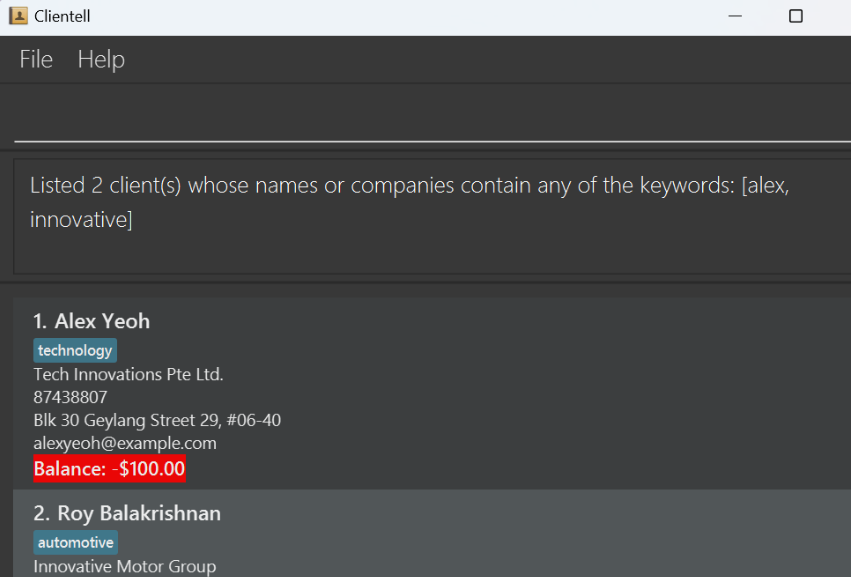 Clientell
File Help
Listed 2 client(s) whose names or companies contain any of the keywords: [alex,
innovative]
1. Alex Yeoh
technology
Tech Innovations Pte Ltd.
87438807
Blk 30 Geylang Street 29, #06-40
alexyeoh@example.com
Balance: -$100.00
2. Roy Balakrishnan
automotive
Innovative Motor Group